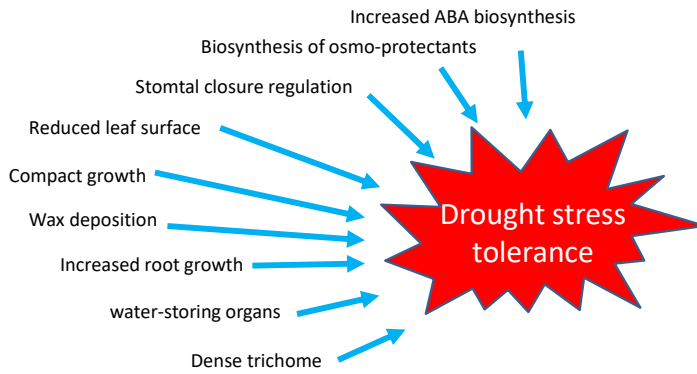 Increased ABA biosynthesis
Biosynthesis of osmo-protectants
Stomtal closure regulation
Reduced leaf surface
Compact growth
Wax deposition
Increased root growth
water-storing organs
Dense trichome
Drought stress
tolerance